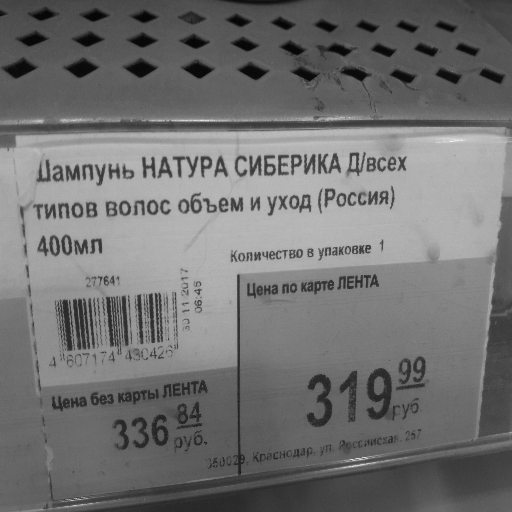 Шампунь НАТУРА СИБЕРИКА Д/всех
типов волос объем и уход (Россия)
400мл
Количество в упаковке 1
277641
30 11 2017
06:45
4 607174 430426
Цена по карте ЛЕНТА
319 99
руб.
Цена без карты ЛЕНТА
336 84
руб.
350029, Краснодар, ул. Российская, 257